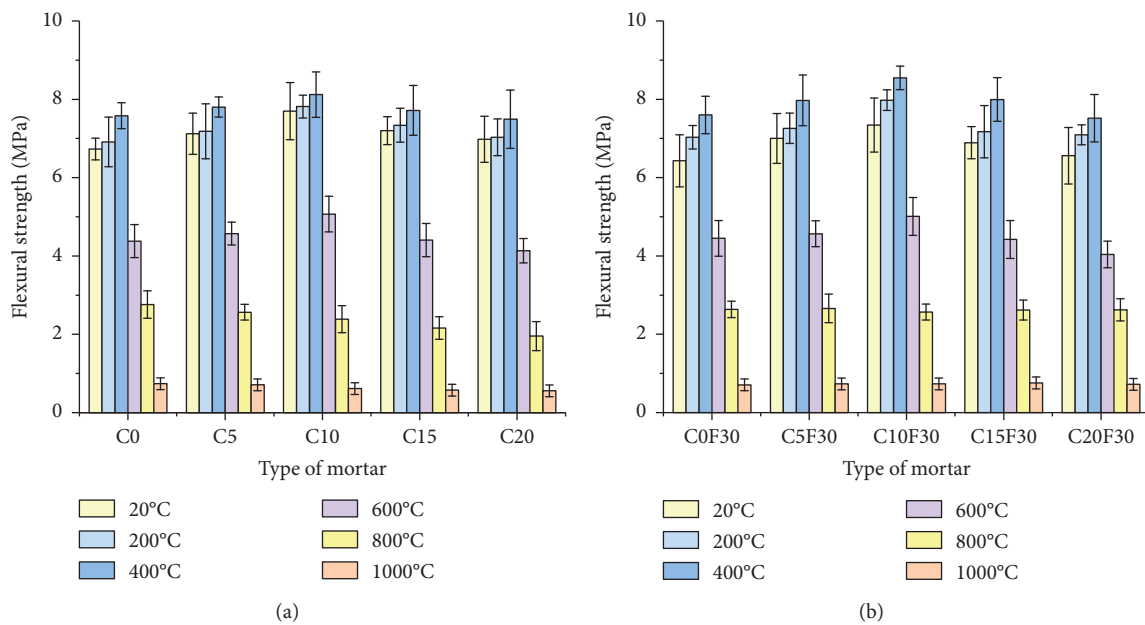 10
8
6
4
2
0
Flexural strength (MPa)
C0 C5 C10 C15 C20
Type of mortar
20°C 600°C
200°C 800°C
400°C 1000°C
(a)
10
8
6
4
2
0
Flexural strength (MPa)
C0F30 C5F30 C10F30 C15F30 C20F30
Type of mortar
20°C 600°C
200°C 800°C
400°C 1000°C
(b)